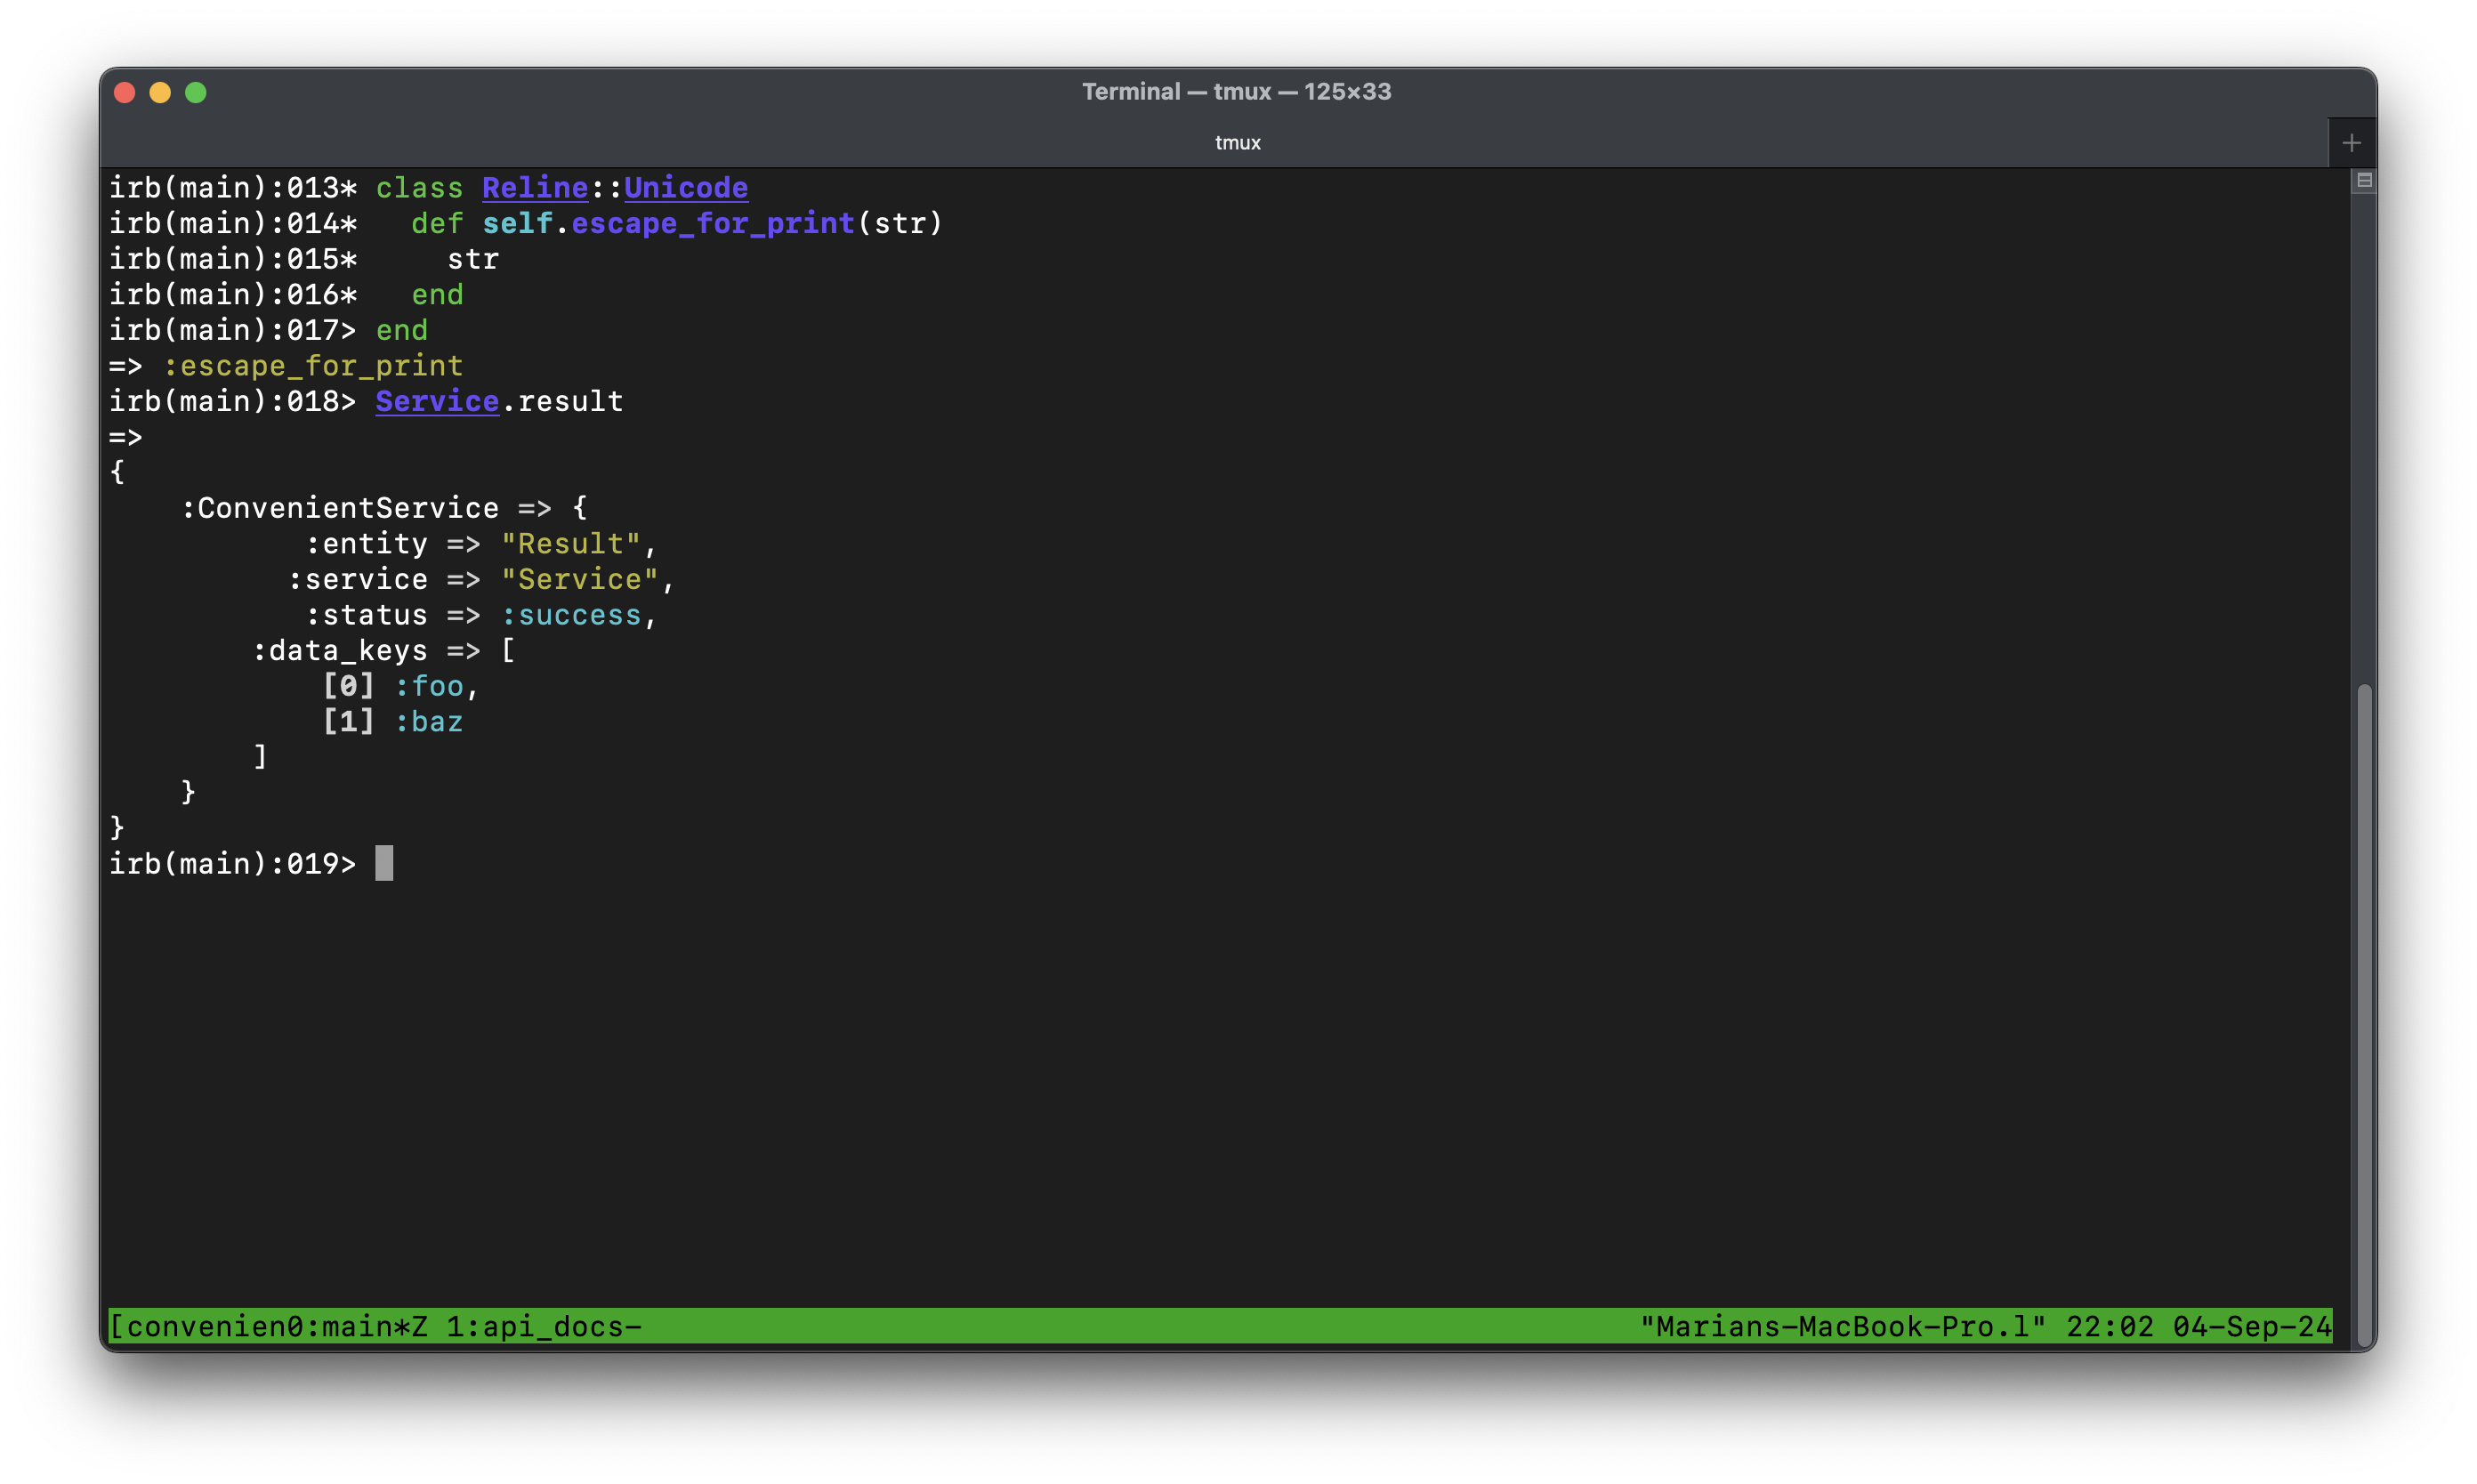 Terminal — tmux — 125×33
tmux
irb(main):013* class Reline::Unicode
irb(main):014*   def self.escape_for_print(str)
irb(main):015*     str
irb(main):016*   end
irb(main):017> end
=> :escape_for_print
irb(main):018> Service.result
=>
{
    :ConvenientService => {
           :entity => "Result",
          :service => "Service",
           :status => :success,
        :data_keys => [
            [0] :foo,
            [1] :baz
        ]
    }
}
irb(main):019>
[convenien0:main*Z 1:api_docs- "Marians-MacBook-Pro.l" 22:02 04-Sep-24